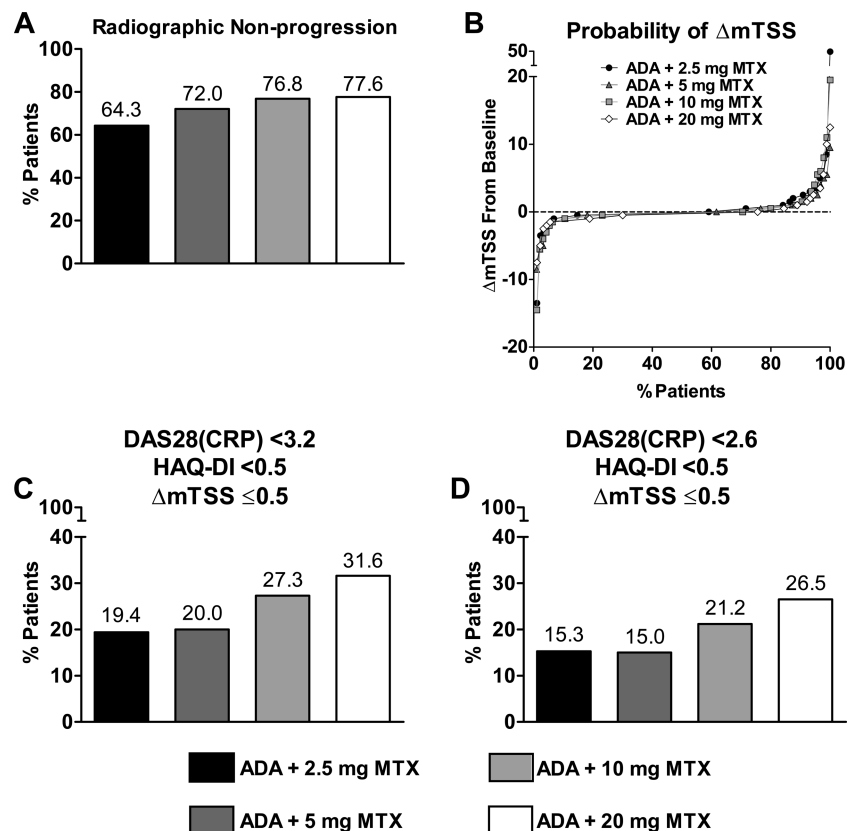 A
Radiographic Non-progression
% Patients
100
80
60
40
20
0
64.3
72.0
76.8
77.6
B
Probability of ΔmTSS
ΔmTSS From Baseline
50
20
10
0
-10
-20
ADA + 2.5 mg MTX
ADA + 5 mg MTX
ADA + 10 mg MTX
ADA + 20 mg MTX
0 20 40 60 80 100
% Patients
C
DAS28(CRP) <3.2
HAQ-DI <0.5
ΔmTSS ≤0.5
% Patients
100
40
30
20
10
0
19.4
20.0
27.3
31.6
D
DAS28(CRP) <2.6
HAQ-DI <0.5
ΔmTSS ≤0.5
% Patients
100
40
30
20
10
0
15.3
15.0
21.2
26.5
ADA + 2.5 mg MTX
ADA + 10 mg MTX
ADA + 5 mg MTX
ADA + 20 mg MTX